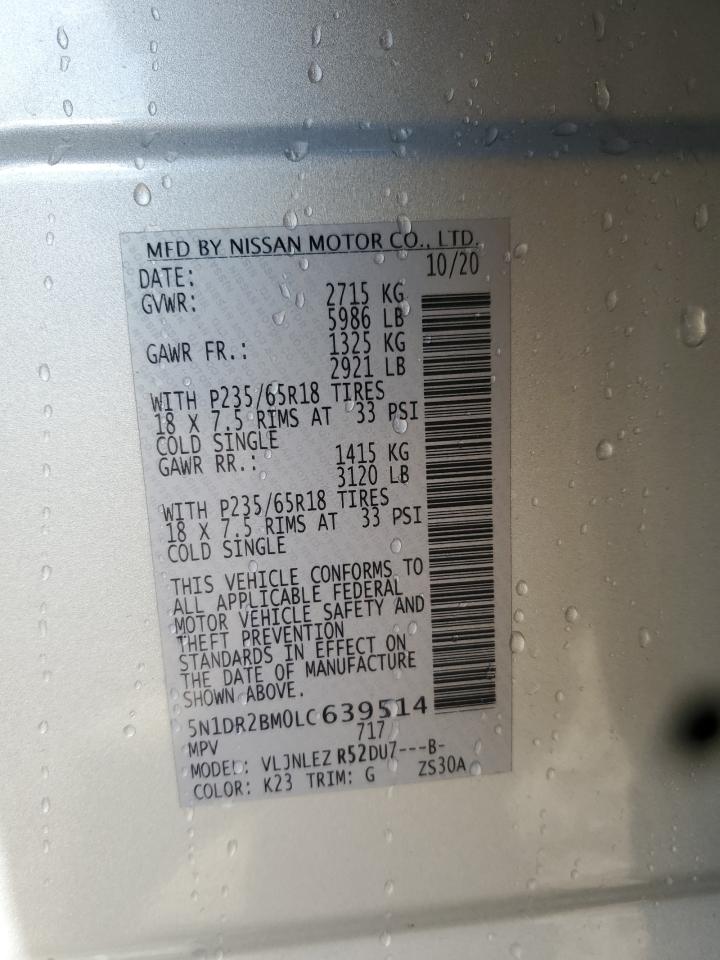 MFD BY NISSAN MOTOR CO., LTD.
DATE: 10/20
GVWR: 2715 KG
5986 LB
GAWR FR.: 1325 KG
2921 LB
WITH P235/65R18 TIRES
18 X 7.5 RIMS AT 33 PSI
COLD SINGLE
GAWR RR.: 1415 KG
3120 LB
WITH P235/65R18 TIRES
18 X 7.5 RIMS AT 33 PSI
COLD SINGLE
THIS VEHICLE CONFORMS TO
ALL APPLICABLE FEDERAL
MOTOR VEHICLE SAFETY AND
THEFT PREVENTION
STANDARDS IN EFFECT ON
THE DATE OF MANUFACTURE
SHOWN ABOVE.
5N1DR2BM0LC639514
MPV 717
MODEL: VLJNLEZ R52DU7---B-
COLOR: K23 TRIM: G ZS30A